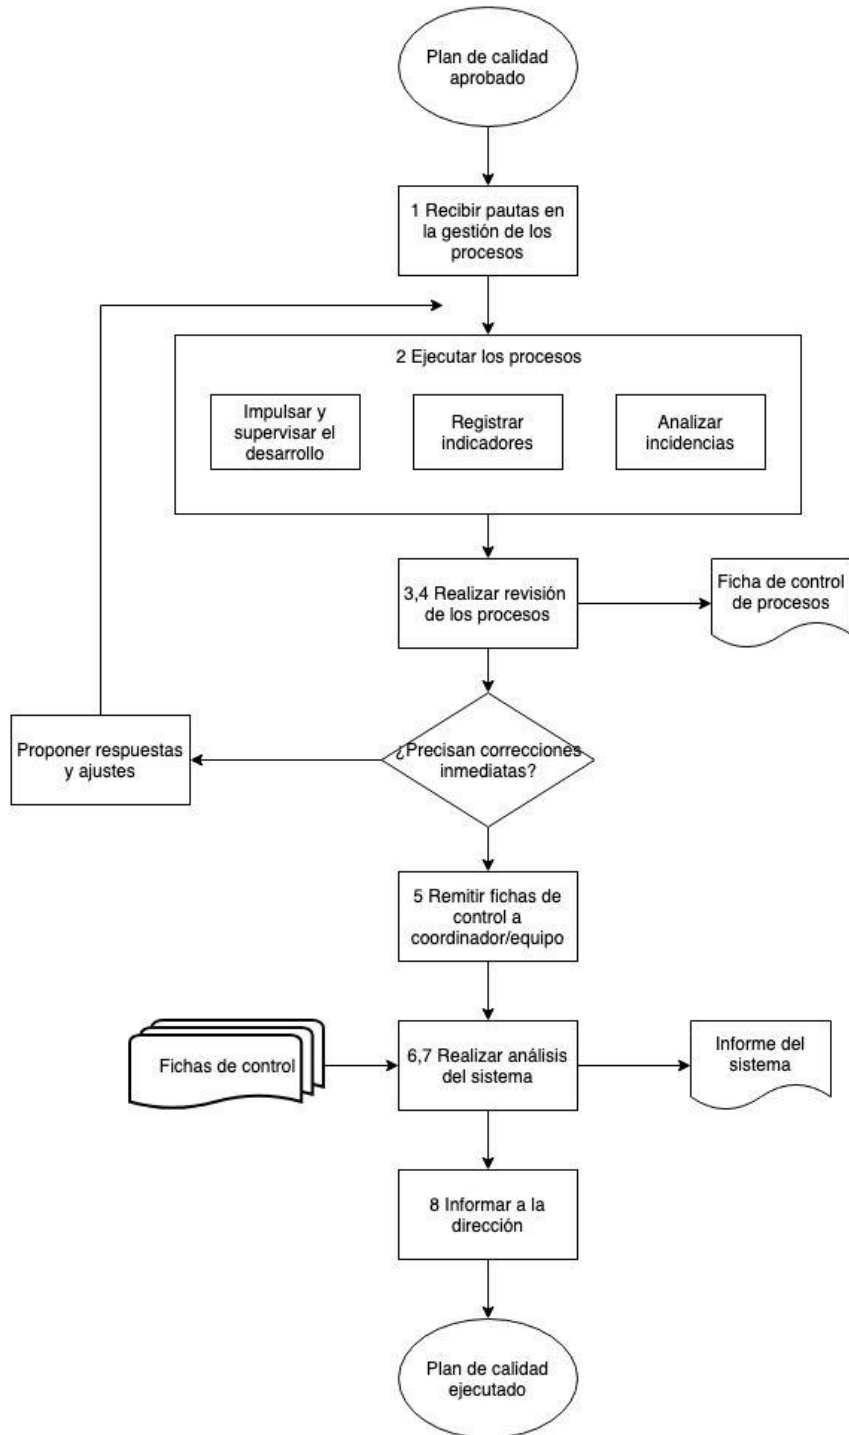 Plan de calidad
aprobado
1 Recibir pautas en
la gestión de los
procesos
2 Ejecutar los procesos
Impulsar y
supervisar el
desarrollo
Registrar
indicadores
Analizar
incidencias
3,4 Realizar revisión
de los procesos
Ficha de control
de procesos
¿Precisan correcciones
inmediatas?
Proponer respuestas
y ajustes
5 Remitir fichas de
control a
coordinador/equipo
Fichas de control
6,7 Realizar análisis
del sistema
Informe del
sistema
8 Informar a la
dirección
Plan de calidad
ejecutado